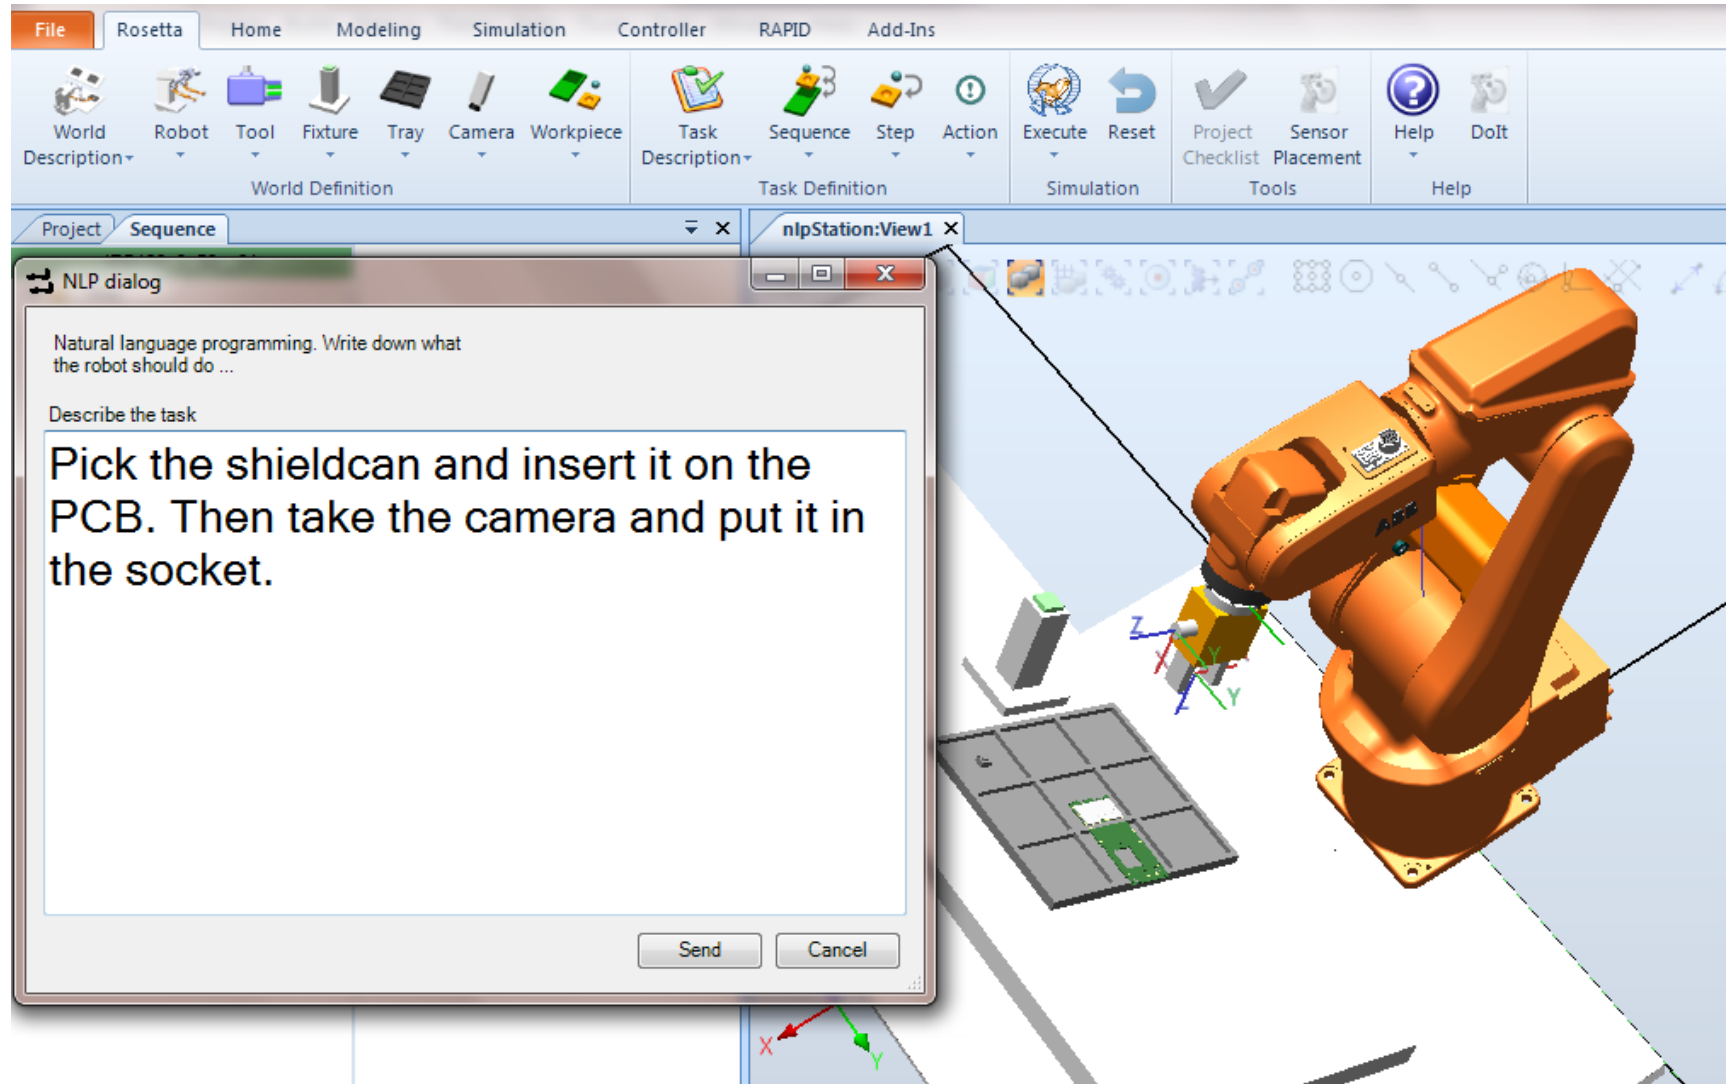 File Rosetta Home Modeling Simulation Controller RAPID Add-Ins
World Description Robot Tool Fixture Tray Camera Workpiece Task Description Sequence Step Action Execute Reset Project Checklist Sensor Placement Help DoIt
World Definition Task Definition Simulation Tools Help
Project Sequence nlpStation:View1
NLP dialog
Natural language programming. Write down what
the robot should do ...
Describe the task
Pick the shieldcan and insert it on the
PCB. Then take the camera and put it in
the socket.
Send Cancel
ABB
Z
X Y
Z Y
X Y